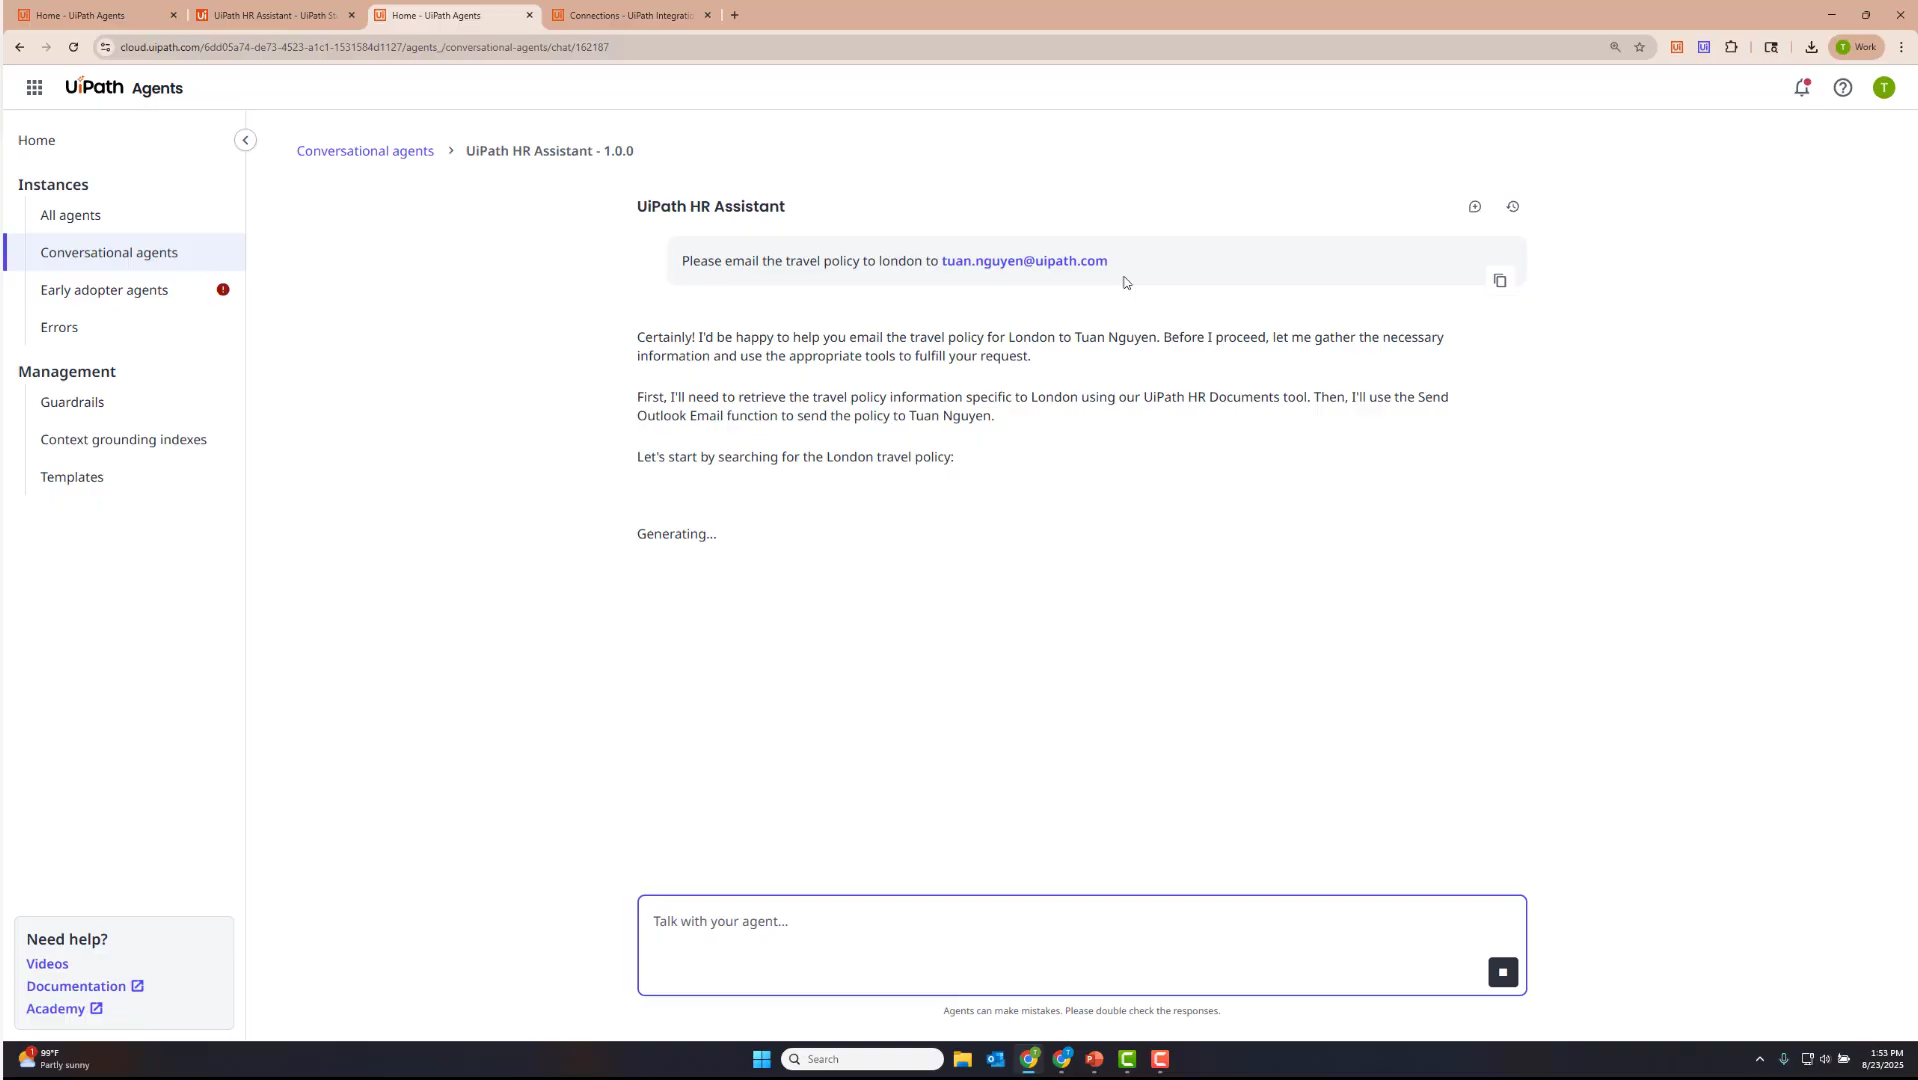 Home - UiPath Agents
UiPath HR Assistant - UiPath St
Home - UiPath Agents
Connections - UiPath Integratio
cloud.uipath.com/6dd05a74-de73-4523-a1c1-1531584d1127/agents_/conversational-agents/chat/162187
T Work
UiPath Agents
T
Home
Instances
All agents
Conversational agents
Early adopter agents
Errors
Management
Guardrails
Context grounding indexes
Templates
Conversational agents > UiPath HR Assistant - 1.0.0
UiPath HR Assistant
Please email the travel policy to london to tuan.nguyen@uipath.com
Certainly! I'd be happy to help you email the travel policy for London to Tuan Nguyen. Before I proceed, let me gather the necessary
information and use the appropriate tools to fulfill your request.
First, I'll need to retrieve the travel policy information specific to London using our UiPath HR Documents tool. Then, I'll use the Send
Outlook Email function to send the policy to Tuan Nguyen.
Let's start by searching for the London travel policy:
Generating...
Talk with your agent...
Agents can make mistakes. Please double check the responses.
Need help?
Videos
Documentation
Academy
1
99°F
Partly sunny
Search
1:53 PM
8/23/2025